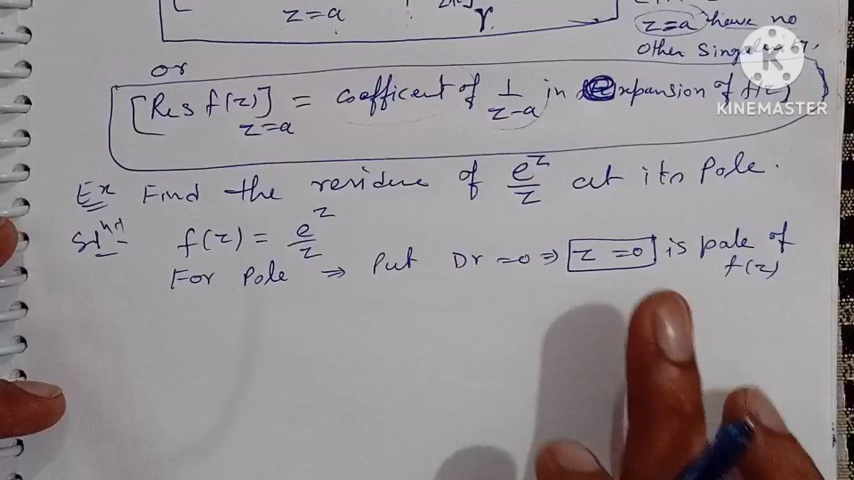 z=a
γ
z=a have no
Other Singularity.
or
[Res f(z)] z=a = coefficent of 1/(z-a) in expansion of f(z)
KINEMASTER
Ex Find the residue of e^z/z at its Pole.
Sol^n- f(z) = e^z/z
For Pole ⇒ Put Dr =0 ⇒ z =0 is pole of
f(z)